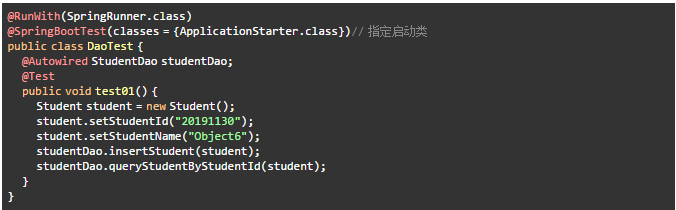 @RunWith(SpringRunner.class)
@SpringBootTest(classes = {ApplicationStarter.class})// 指定启动类
public class DaoTest {
@Autowired StudentDao studentDao;
@Test
public void test01() {
Student student = new Student();
student.setStudentId("20191130");
student.setStudentName("Object6");
studentDao.insertStudent(student);
studentDao.queryStudentByStudentId(student);
}
}